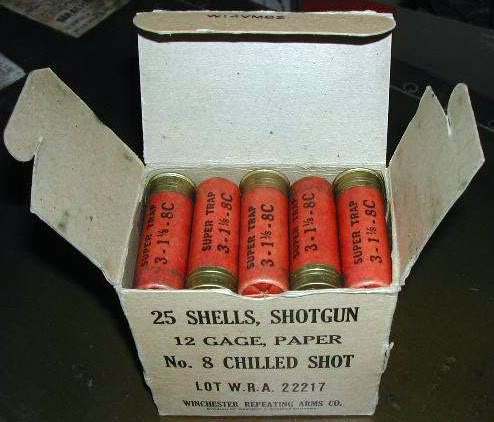 SUPER TRAP
3-1⅛-8C
SUPER TRAP
3-1⅛-8C
SUPER TRAP
3-1⅛-8C
SUPER TRAP
3-1⅛-8C
SUPER TRAP
3-1⅛-8C
25 SHELLS, SHOTGUN
12 GAGE, PAPER
No. 8 CHILLED SHOT
LOT W.R.A. 22217
WINCHESTER REPEATING ARMS CO.